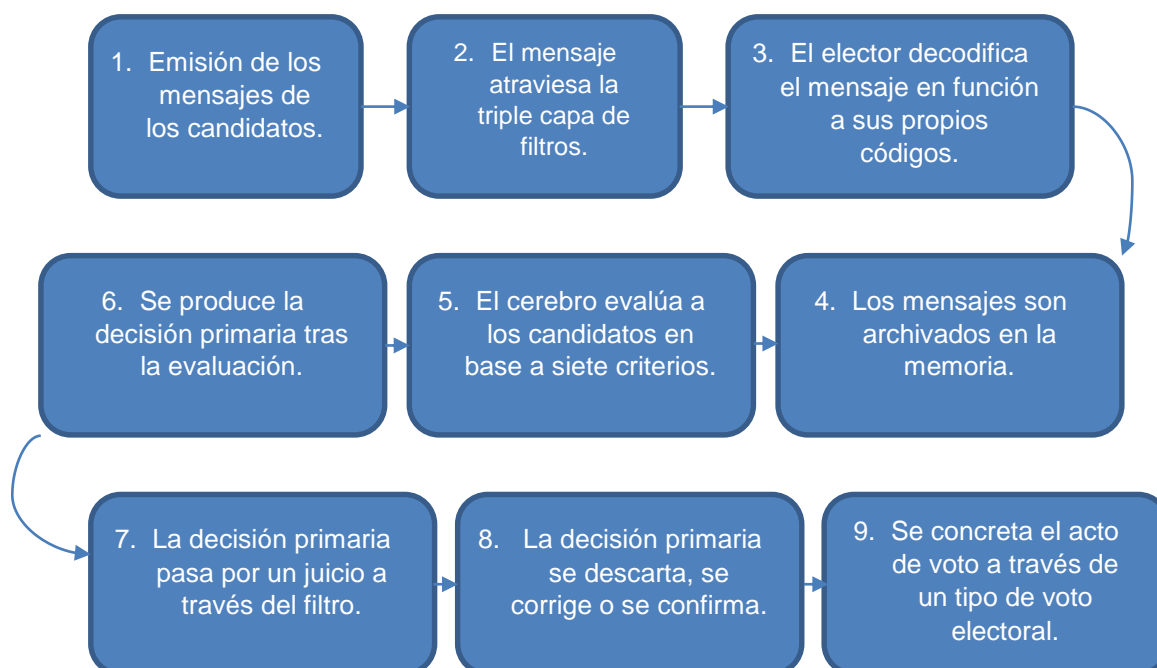 1. Emisión de los
mensajes de
los candidatos.
2. El mensaje
atraviesa la
triple capa de
filtros.
3. El elector decodifica
el mensaje en función
a sus propios
códigos.
4. Los mensajes son
archivados en la
memoria.
5. El cerebro evalúa a
los candidatos en
base a siete criterios.
6. Se produce la
decisión primaria tras
la evaluación.
7. La decisión primaria
pasa por un juicio a
través del filtro.
8. La decisión primaria
se descarta, se
corrige o se confirma.
9. Se concreta el acto
de voto a través de
un tipo de voto
electoral.